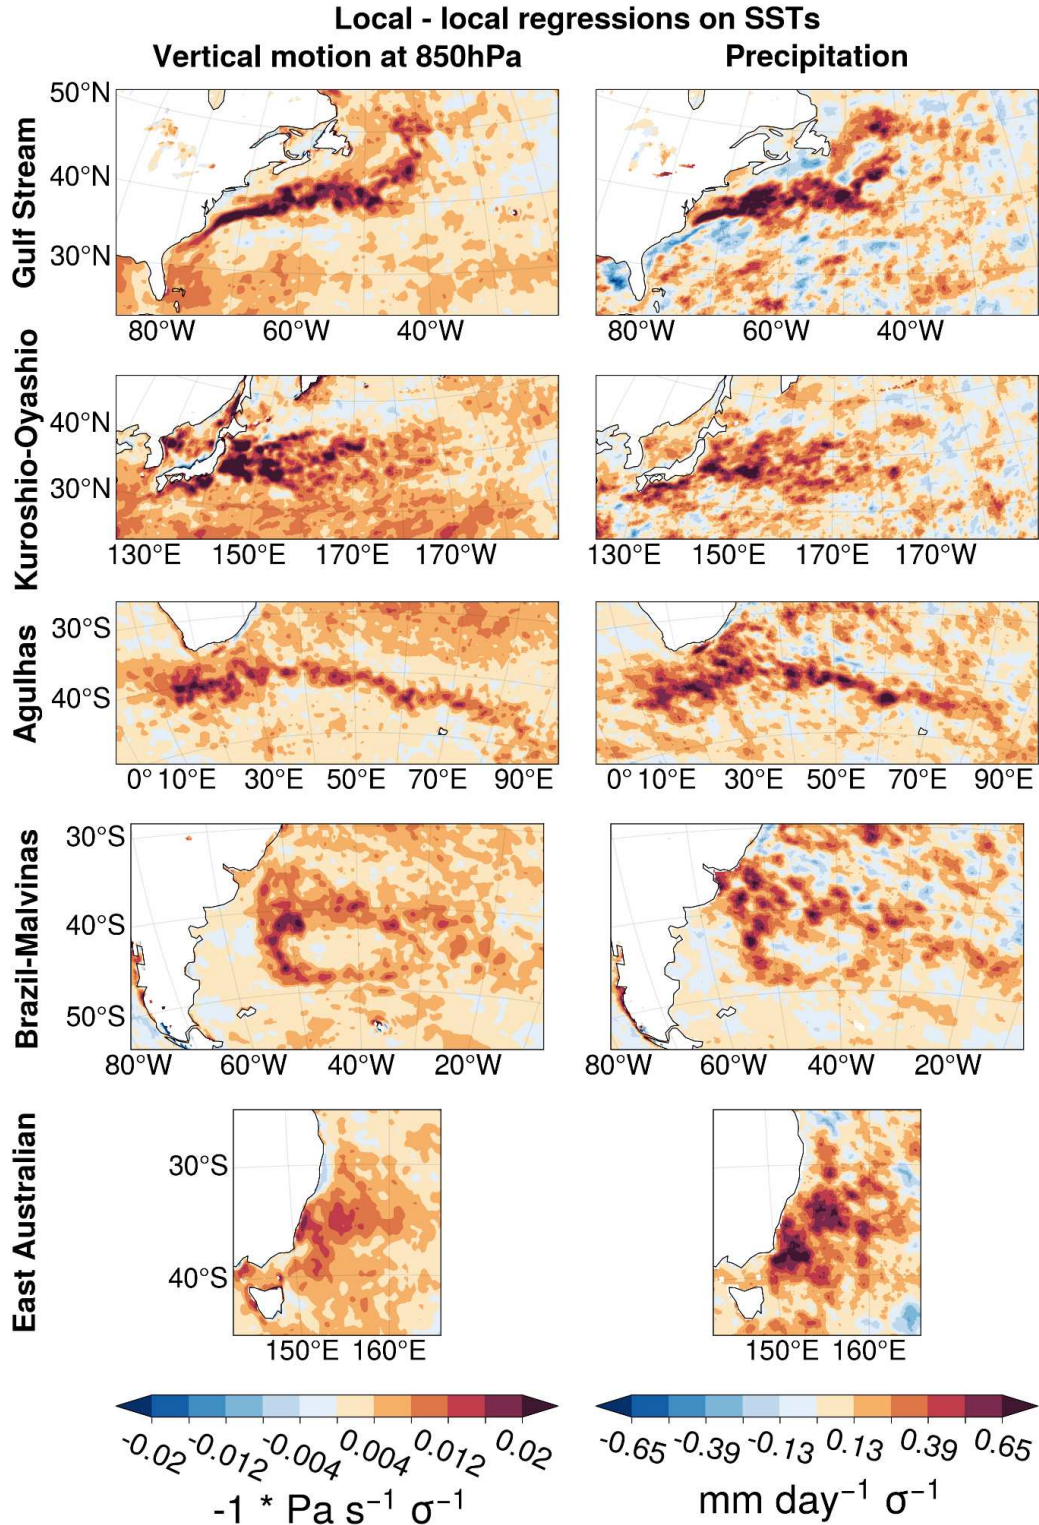 Local - local regressions on SSTs
Vertical motion at 850hPa
Precipitation
Gulf Stream
50°N
40°N
30°N
80°W 60°W 40°W
80°W 60°W 40°W
Kuroshio-Oyashio
40°N
30°N
130°E 150°E 170°E 170°W
130°E 150°E 170°E 170°W
Agulhas
30°S
40°S
0° 10°E 30°E 50°E 70°E 90°E
0° 10°E 30°E 50°E 70°E 90°E
Brazil-Malvinas
30°S
40°S
50°S
80°W 60°W 40°W 20°W
80°W 60°W 40°W 20°W
East Australian
30°S
40°S
150°E 160°E
150°E 160°E
-0.02 -0.012 -0.004 0.004 0.012 0.02
-1 * Pa s⁻¹ σ⁻¹
-0.65 -0.39 -0.13 0.13 0.39 0.65
mm day⁻¹ σ⁻¹